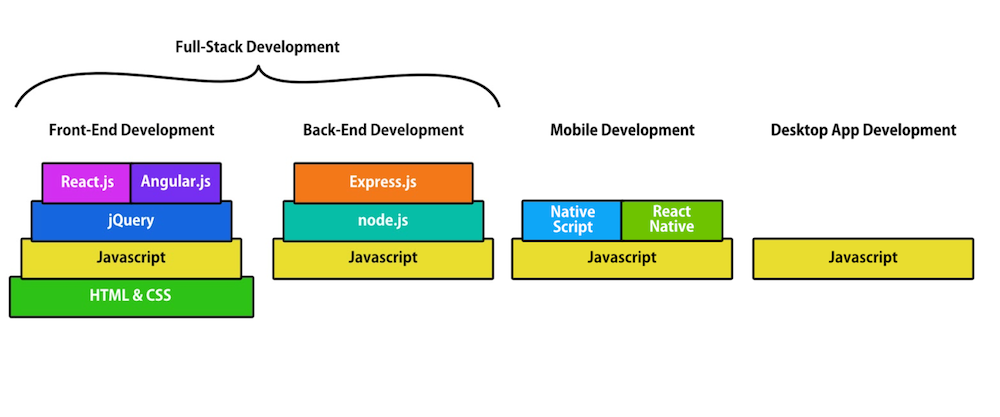 Full-Stack Development
Front-End Development
Back-End Development
Mobile Development
Desktop App Development
React.js
Angular.js
jQuery
Javascript
HTML & CSS
Express.js
node.js
Javascript
Native
Script
React
Native
Javascript
Javascript